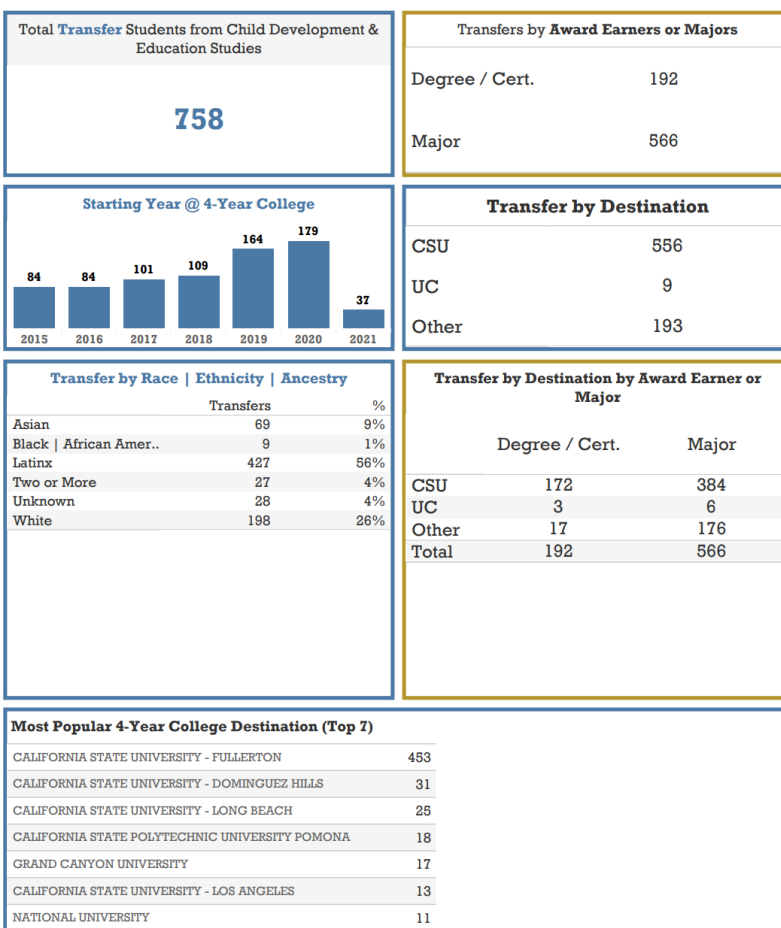 Total Transfer Students from Child Development &
Education Studies
758
Transfers by Award Earners or Majors
Degree / Cert. 192
Major 566
Starting Year @ 4-Year College
84 84 101 109 164 179 37
2015 2016 2017 2018 2019 2020 2021
Transfer by Destination
CSU 556
UC 9
Other 193
Transfer by Race | Ethnicity | Ancestry
Transfers %
Asian 69 9%
Black | African Amer.. 9 1%
Latinx 427 56%
Two or More 27 4%
Unknown 28 4%
White 198 26%
Transfer by Destination by Award Earner or
Major
Degree / Cert. Major
CSU 172 384
UC 3 6
Other 17 176
Total 192 566
Most Popular 4-Year College Destination (Top 7)
CALIFORNIA STATE UNIVERSITY - FULLERTON 453
CALIFORNIA STATE UNIVERSITY - DOMINGUEZ HILLS 31
CALIFORNIA STATE UNIVERSITY - LONG BEACH 25
CALIFORNIA STATE POLYTECHNIC UNIVERSITY POMONA 18
GRAND CANYON UNIVERSITY 17
CALIFORNIA STATE UNIVERSITY - LOS ANGELES 13
NATIONAL UNIVERSITY 11